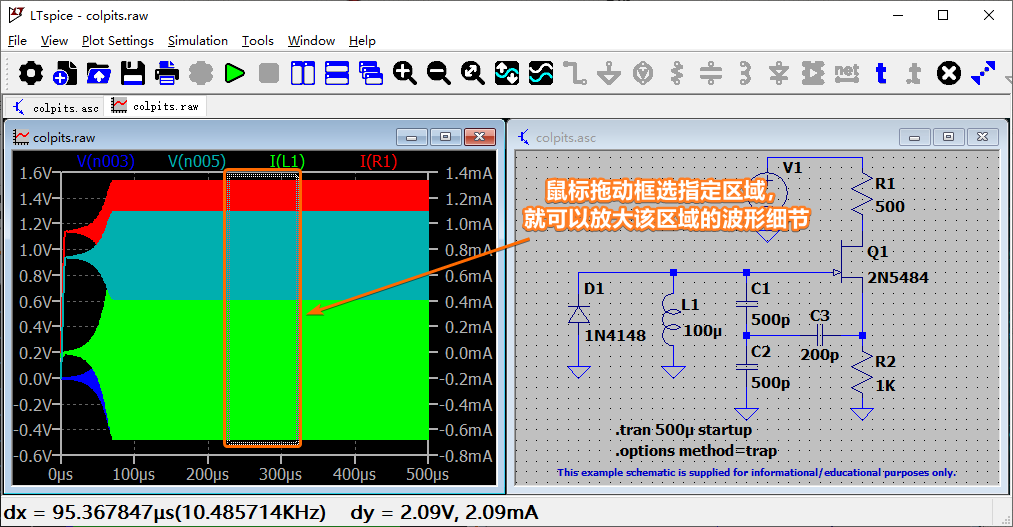 LTspice - colpits.raw
File View Plot Settings Simulation Tools Window Help
net
t
t
colpits.asc colpits.raw
colpits.raw
V(n003) V(n005) I(L1) I(R1)
1.6V 1.4mA
1.4V 1.2mA
1.2V 1.0mA
1.0V 0.8mA
0.8V 0.6mA
0.6V 0.4mA
0.4V 0.2mA
0.2V 0.0mA
0.0V -0.2mA
-0.2V -0.4mA
-0.4V -0.6mA
-0.6V -0.8mA
0µs 100µs 200µs 300µs 400µs 500µs
colpits.asc
V1
R1
500
鼠标拖动框选指定区域,
就可以放大该区域的波形细节
Q1
2N5484
D1
1N4148
L1
100µ
C1
500p
C3
200p
C2
500p
R2
1K
.tran 500µ startup
.options method=trap
This example schematic is supplied for informational/educational purposes only.
dx = 95.367847µs(10.485714KHz) dy = 2.09V, 2.09mA